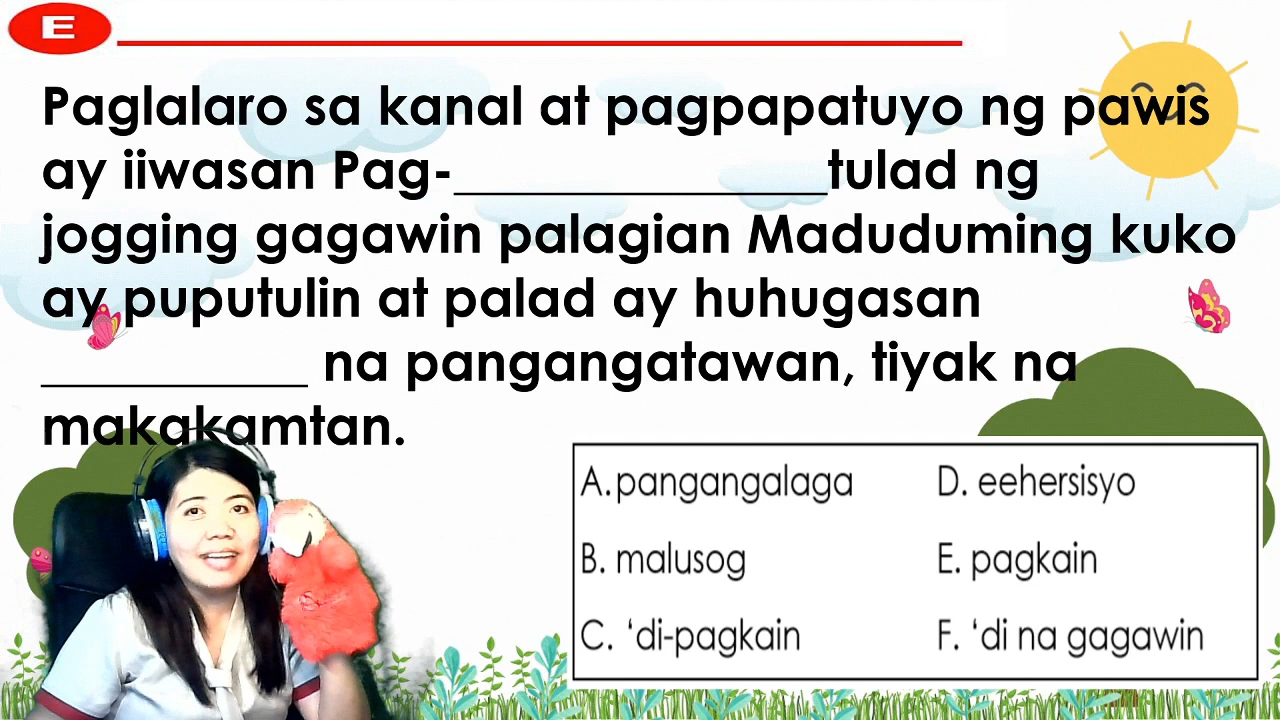 E
Paglalaro sa kanal at pagpapatuyo ng pawis
ay iiwasan Pag-______________tulad ng
jogging gagawin palagian Maduduming kuko
ay puputulin at palad ay huhugasan
__________ na pangangatawan, tiyak na
makakamtan.
A.pangangalaga
B. malusog
C. ‘di-pagkain
D. eehersisyo
E. pagkain
F. ‘di na gagawin